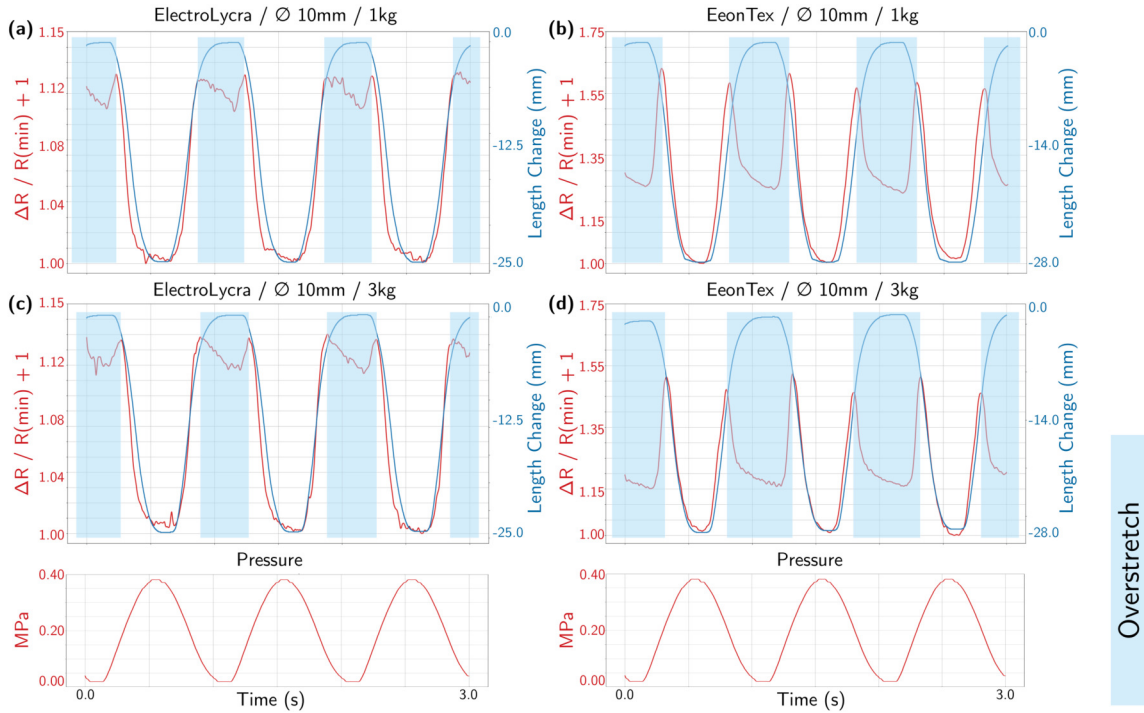 (a) ElectroLycra / ∅ 10mm / 1kg
1.15
1.12
1.08
1.04
1.00
ΔR / R(min) + 1
0.0
-12.5
-25.0
Length Change (mm)
(b) EeonTex / ∅ 10mm / 1kg
1.75
1.55
1.35
1.15
1.00
ΔR / R(min) + 1
0.0
-14.0
-28.0
Length Change (mm)
(c) ElectroLycra / ∅ 10mm / 3kg
1.15
1.12
1.08
1.04
1.00
ΔR / R(min) + 1
0.0
-12.5
-25.0
Length Change (mm)
(d) EeonTex / ∅ 10mm / 3kg
1.75
1.55
1.35
1.15
1.00
ΔR / R(min) + 1
0.0
-14.0
-28.0
Length Change (mm)
Pressure
0.40
0.20
0.00
MPa
0.0
Time (s)
3.0
Pressure
0.40
0.20
0.00
MPa
0.0
Time (s)
3.0
Overstretch